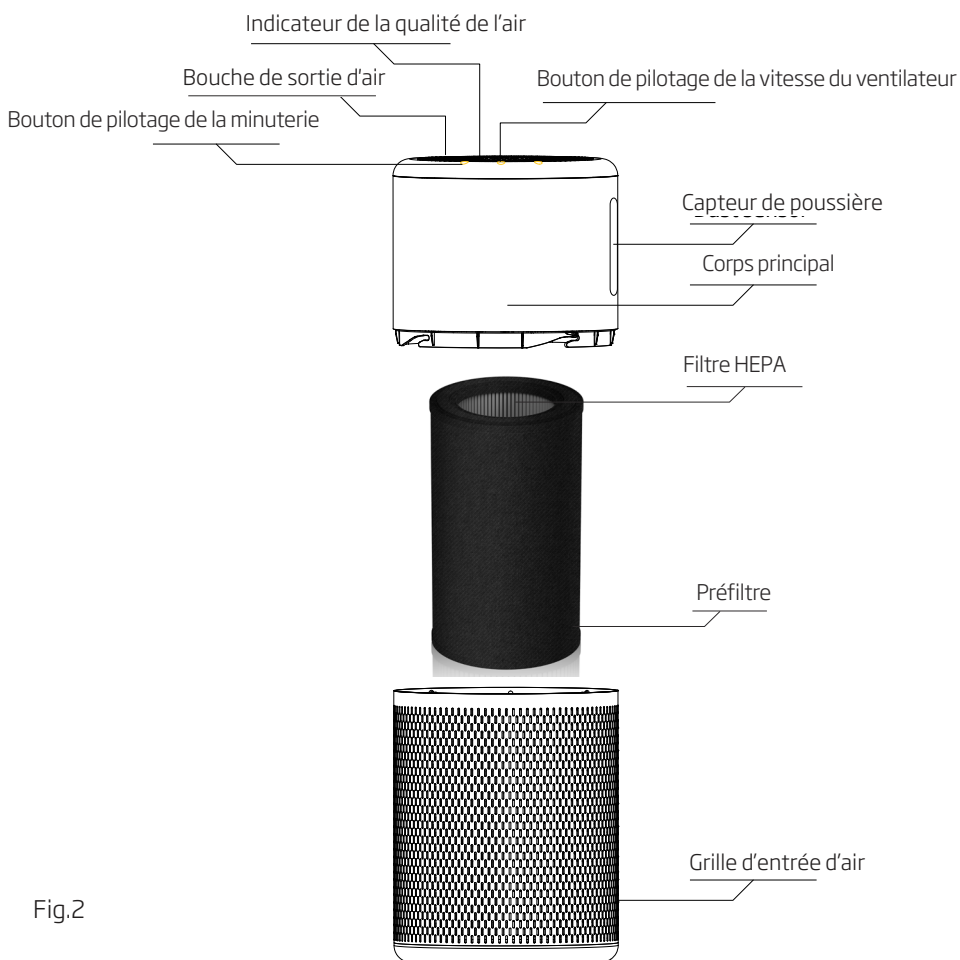 Indicateur de la qualité de l'air
Bouche de sortie d'air
Bouton de pilotage de la vitesse du ventilateur
Bouton de pilotage de la minuterie
Capteur de poussière
Corps principal
Filtre HEPA
Préfiltre
Grille d'entrée d'air
Fig.2